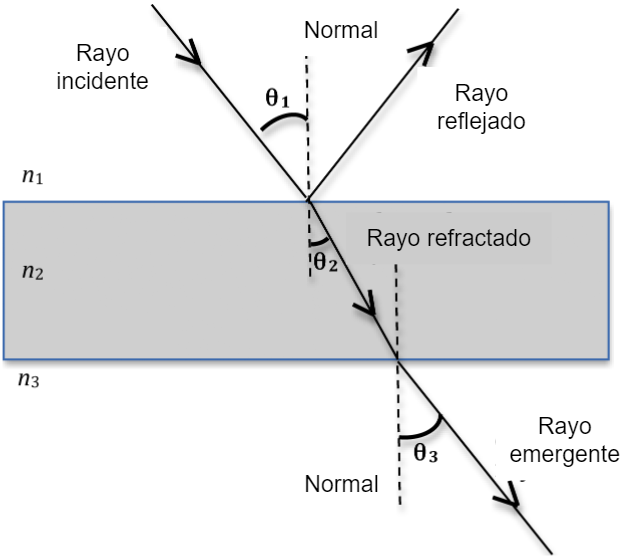 Normal
Rayo
incidente
θ1
Rayo
reflejado
n1
Rayo refractado
n2
θ2
n3
Rayo
emergente
θ3
Normal